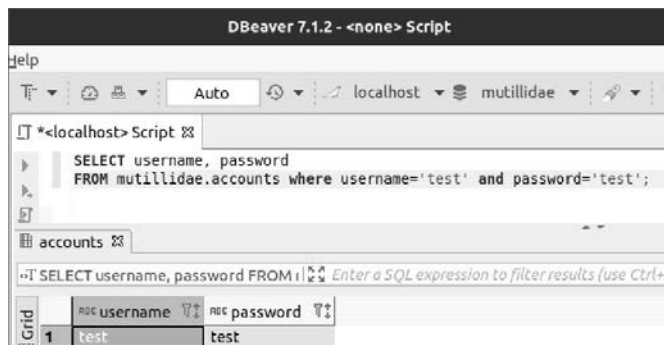 DBeaver 7.1.2 - <none> Script
Help
Auto localhost mutillidae
*<localhost> Script
SELECT username, password
FROM mutillidae.accounts where username='test' and password='test';
accounts
SELECT username, password FROM Enter a SQL expression to filter results (use Ctrl+
Grid
ABC username ABC password
1 test test